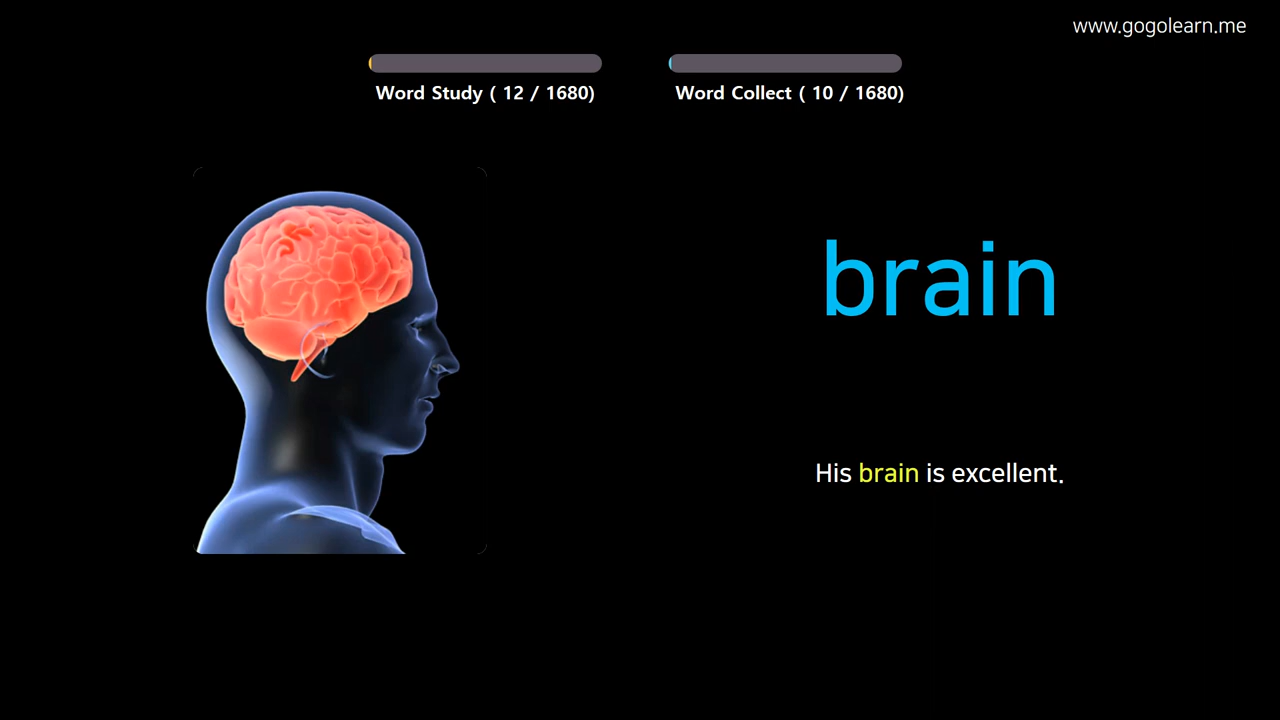 www.gogolearn.me
Word Study ( 12 / 1680)
Word Collect ( 10 / 1680)
brain
His brain is excellent.